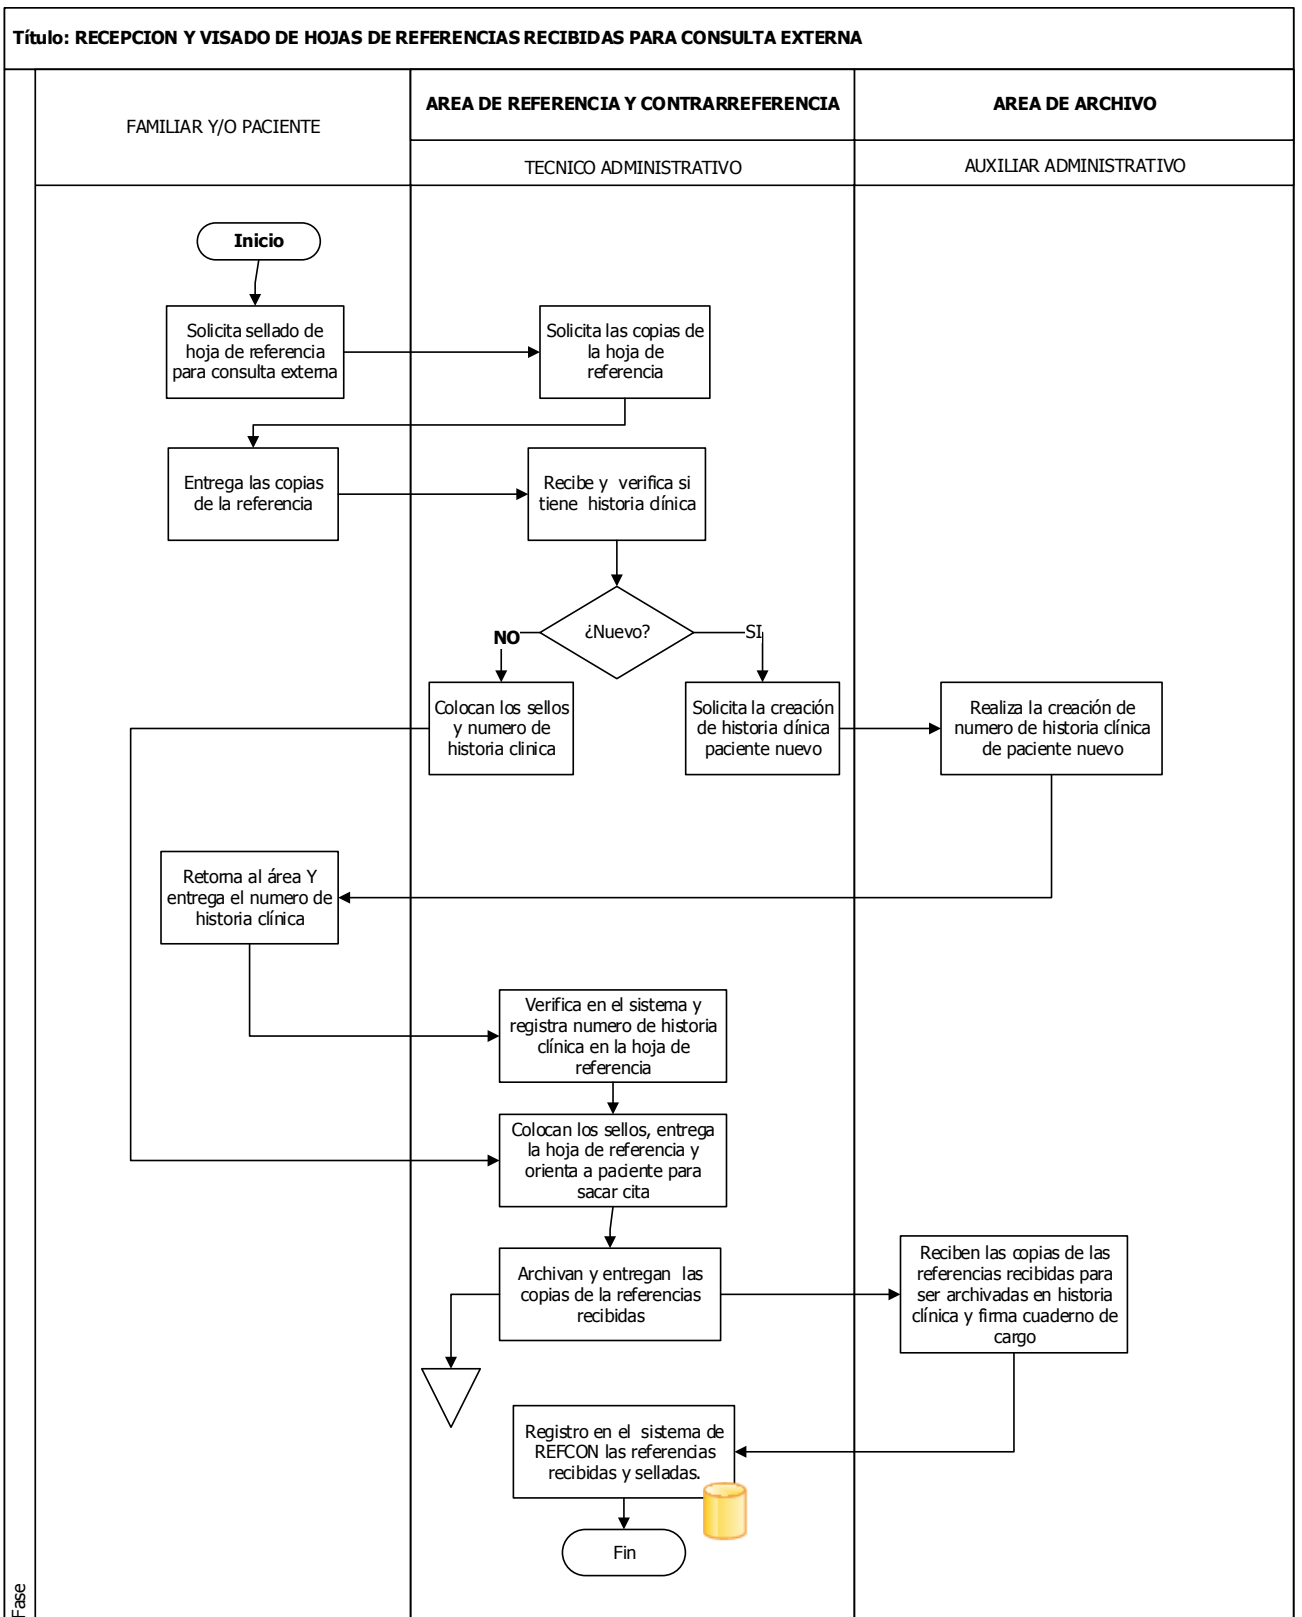 Título: RECEPCION Y VISADO DE HOJAS DE REFERENCIAS RECIBIDAS PARA CONSULTA EXTERNA
FAMILIAR Y/O PACIENTE
AREA DE REFERENCIA Y CONTRARREFERENCIA
AREA DE ARCHIVO
TECNICO ADMINISTRATIVO
AUXILIAR ADMINISTRATIVO
Inicio
Solicita sellado de
hoja de referencia
para consulta externa
Solicita las copias de
la hoja de
referencia
Entrega las copias
de la referencia
Recibe y verifica si
tiene historia clínica
¿Nuevo?
NO
SI
Colocan los sellos
y numero de
historia clinica
Solicita la creación
de historia clínica
paciente nuevo
Realiza la creación de
numero de historia clínica
de paciente nuevo
Retorna al área Y
entrega el numero de
historia clínica
Verifica en el sistema y
registra numero de historia
clínica en la hoja de
referencia
Colocan los sellos, entrega
la hoja de referencia y
orienta a paciente para
sacar cita
Archivan y entregan las
copias de la referencias
recibidas
Reciben las copias de las
referencias recibidas para
ser archivadas en historia
clínica y firma cuaderno de
cargo
Registro en el sistema de
REFCON las referencias
recibidas y selladas.
Fin
Fase